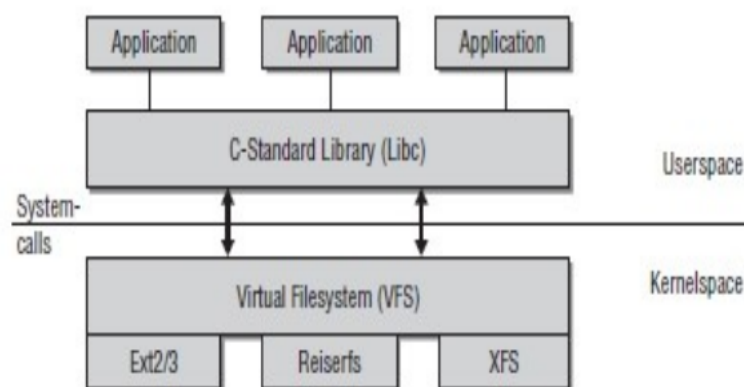 Application Application Application
C-Standard Library (Libc)
Userspace
System-
calls
Kernelspace
Virtual Filesystem (VFS)
Ext2/3 Reiserfs XFS